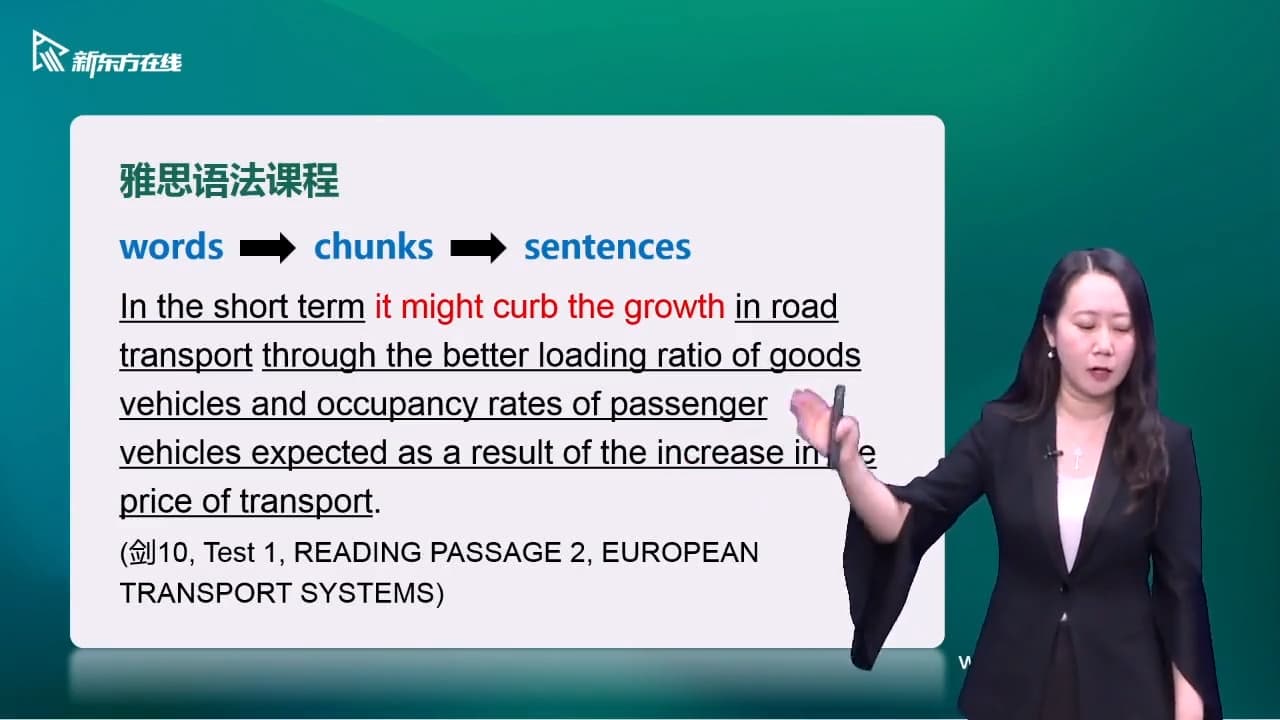 新东方在线
雅思语法课程
words chunks sentences
In the short term it might curb the growth in road
transport through the better loading ratio of goods
vehicles and occupancy rates of passenger
vehicles expected as a result of the increase in
price of transport.
(剑10, Test 1, READING PASSAGE 2, EUROPEAN
TRANSPORT SYSTEMS)